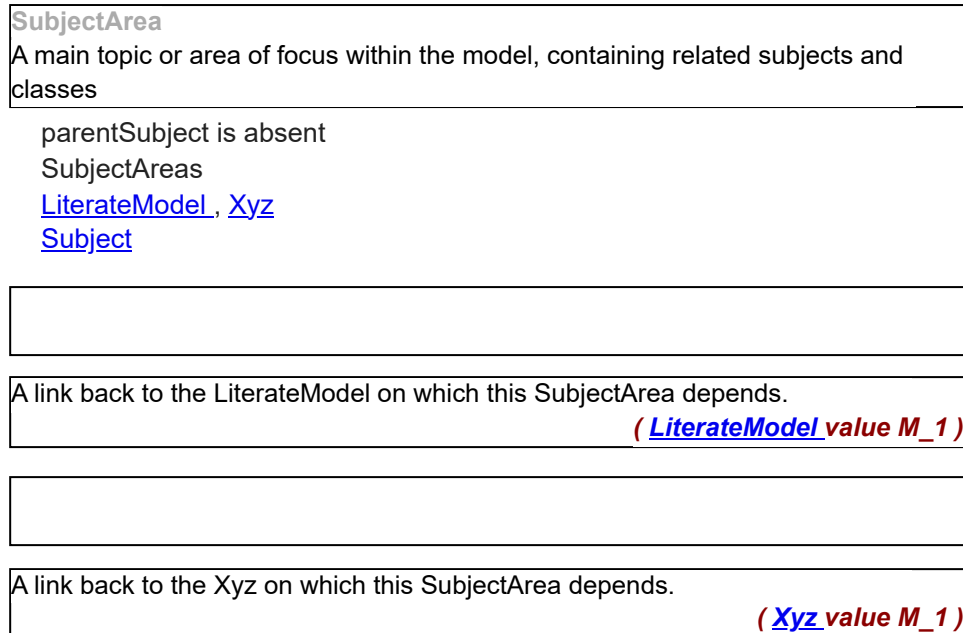 SubjectArea
A main topic or area of focus within the model, containing related subjects and
classes
parentSubject is absent
SubjectAreas
LiterateModel , Xyz
Subject
A link back to the LiterateModel on which this SubjectArea depends.
( LiterateModel value M_1 )
A link back to the Xyz on which this SubjectArea depends.
( Xyz value M_1 )